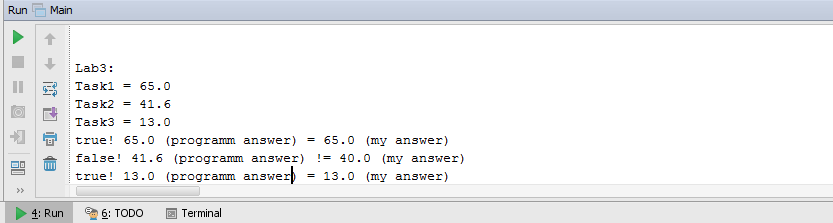 Run Main
Lab3:
Task1 = 65.0
Task2 = 41.6
Task3 = 13.0
true! 65.0 (programm answer) = 65.0 (my answer)
false! 41.6 (programm answer) != 40.0 (my answer)
true! 13.0 (programm answer) = 13.0 (my answer)
4: Run 6: TODO Terminal